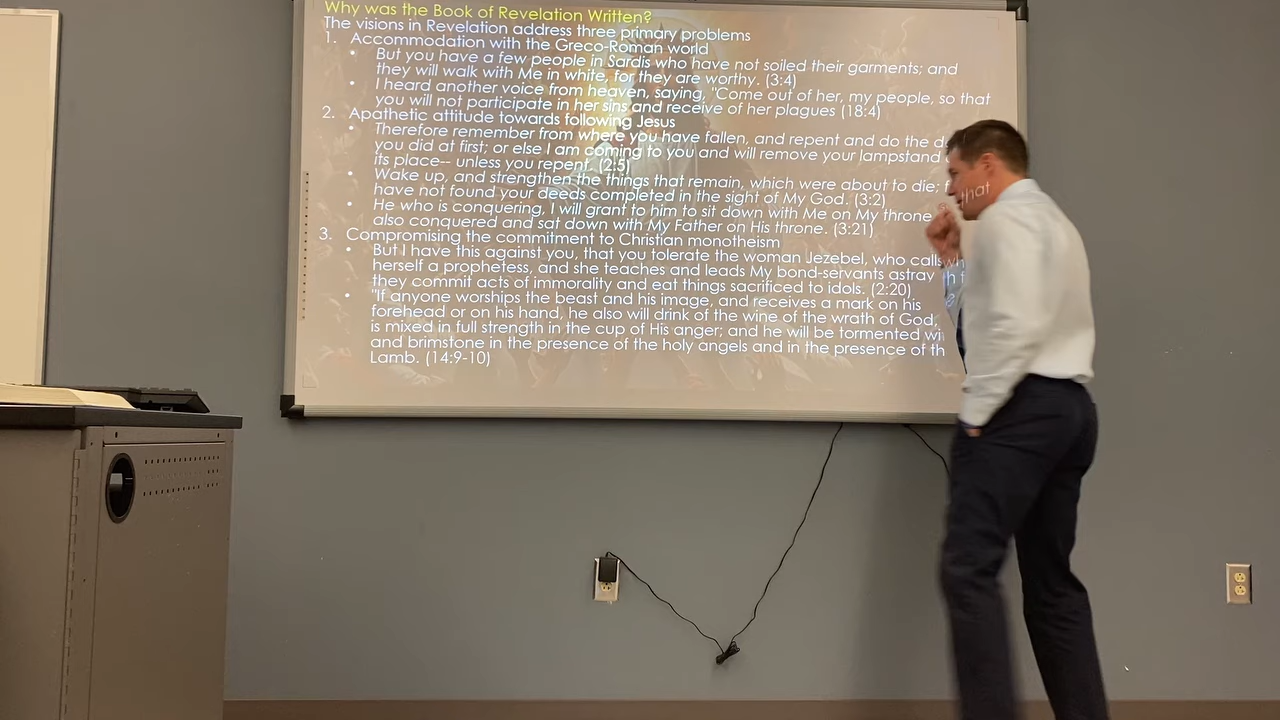 Why was the Book of Revelation Written?
The visions in Revelation address three primary problems
1. Accommodation with the Greco-Roman world
• But you have a few people in Sardis who have not soiled their garments; and
they will walk with Me in white, for they are worthy. (3:4)
• I heard another voice from heaven, saying, "Come out of her, my people, so that
you will not participate in her sins and receive of her plagues (18:4)
2. Apathetic attitude towards following Jesus
• Therefore remember from where you have fallen, and repent and do the d
you did at first; or else I am coming to you and will remove your lampstand
its place-- unless you repent. (2:5)
• Wake up, and strengthen the things that remain, which were about to die; f that
have not found your deeds completed in the sight of My God. (3:2)
• He who is conquering, I will grant to him to sit down with Me on My throne
also conquered and sat down with My Father on His throne. (3:21)
3. Compromising the commitment to Christian monotheism
• But I have this against you, that you tolerate the woman Jezebel, who calls
herself a prophetess, and she teaches and leads My bond-servants astray th
they commit acts of immorality and eat things sacrificed to idols. (2:20)
• "If anyone worships the beast and his image, and receives a mark on his
forehead or on his hand, he also will drink of the wine of the wrath of God,
is mixed in full strength in the cup of His anger; and he will be tormented wi
and brimstone in the presence of the holy angels and in the presence of th
Lamb. (14:9-10)